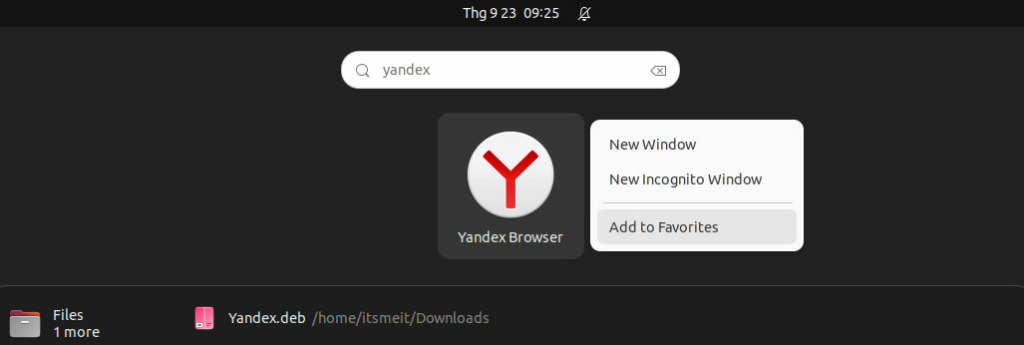 Thg 9 23 09:25
yandex
New Window
New Incognito Window
Add to Favorites
Yandex Browser
Files
1 more
Yandex.deb /home/itsmeit/Downloads